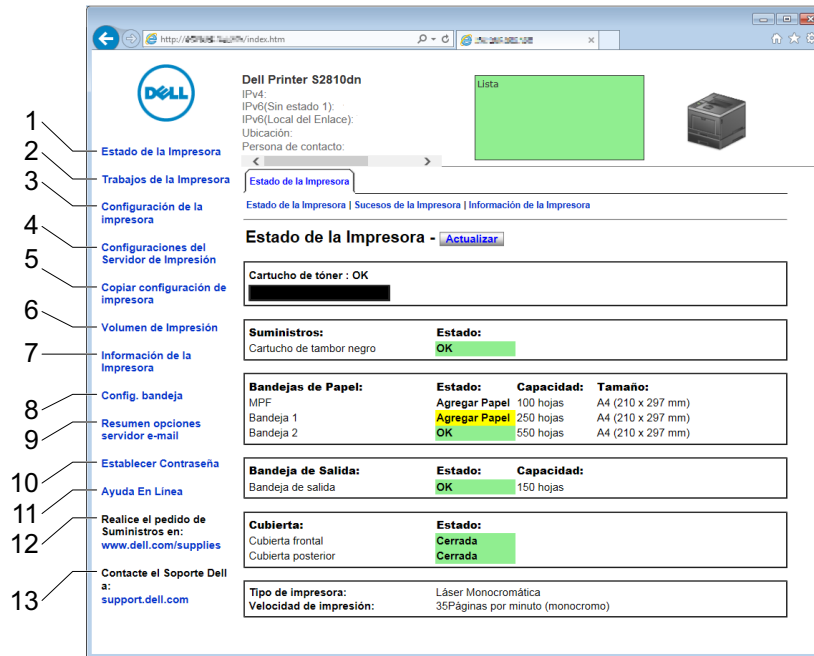 http:// /index.htm
DELL
Dell Printer S2810dn
IPv4:
IPv6(Sin estado 1):
IPv6(Local del Enlace):
Ubicación:
Persona de contacto:
Lista
1
Estado de la Impresora
2
Trabajos de la Impresora
3
Configuración de la
impresora
4
Configuraciones del
Servidor de Impresión
5
Copiar configuración de
impresora
6
Volumen de Impresión
7
Información de la
Impresora
8
Config. bandeja
9
Resumen opciones
servidor e-mail
10
Establecer Contraseña
11
Ayuda En Línea
12
Realice el pedido de
Suministros en:
www.dell.com/supplies
13
Contacte el Soporte Dell
a:
support.dell.com
Estado de la Impresora
Estado de la Impresora | Sucesos de la Impresora | Información de la Impresora
Estado de la Impresora - Actualizar
Cartucho de tóner : OK
Suministros: Estado:
Cartucho de tambor negro OK
Bandejas de Papel: Estado: Capacidad: Tamaño:
MPF Agregar Papel 100 hojas A4 (210 x 297 mm)
Bandeja 1 Agregar Papel 250 hojas A4 (210 x 297 mm)
Bandeja 2 OK 550 hojas A4 (210 x 297 mm)
Bandeja de Salida: Estado: Capacidad:
Bandeja de salida OK 150 hojas
Cubierta: Estado:
Cubierta frontal Cerrada
Cubierta posterior Cerrada
Tipo de impresora: Láser Monocromática
Velocidad de impresión: 35Páginas por minuto (monocromo)